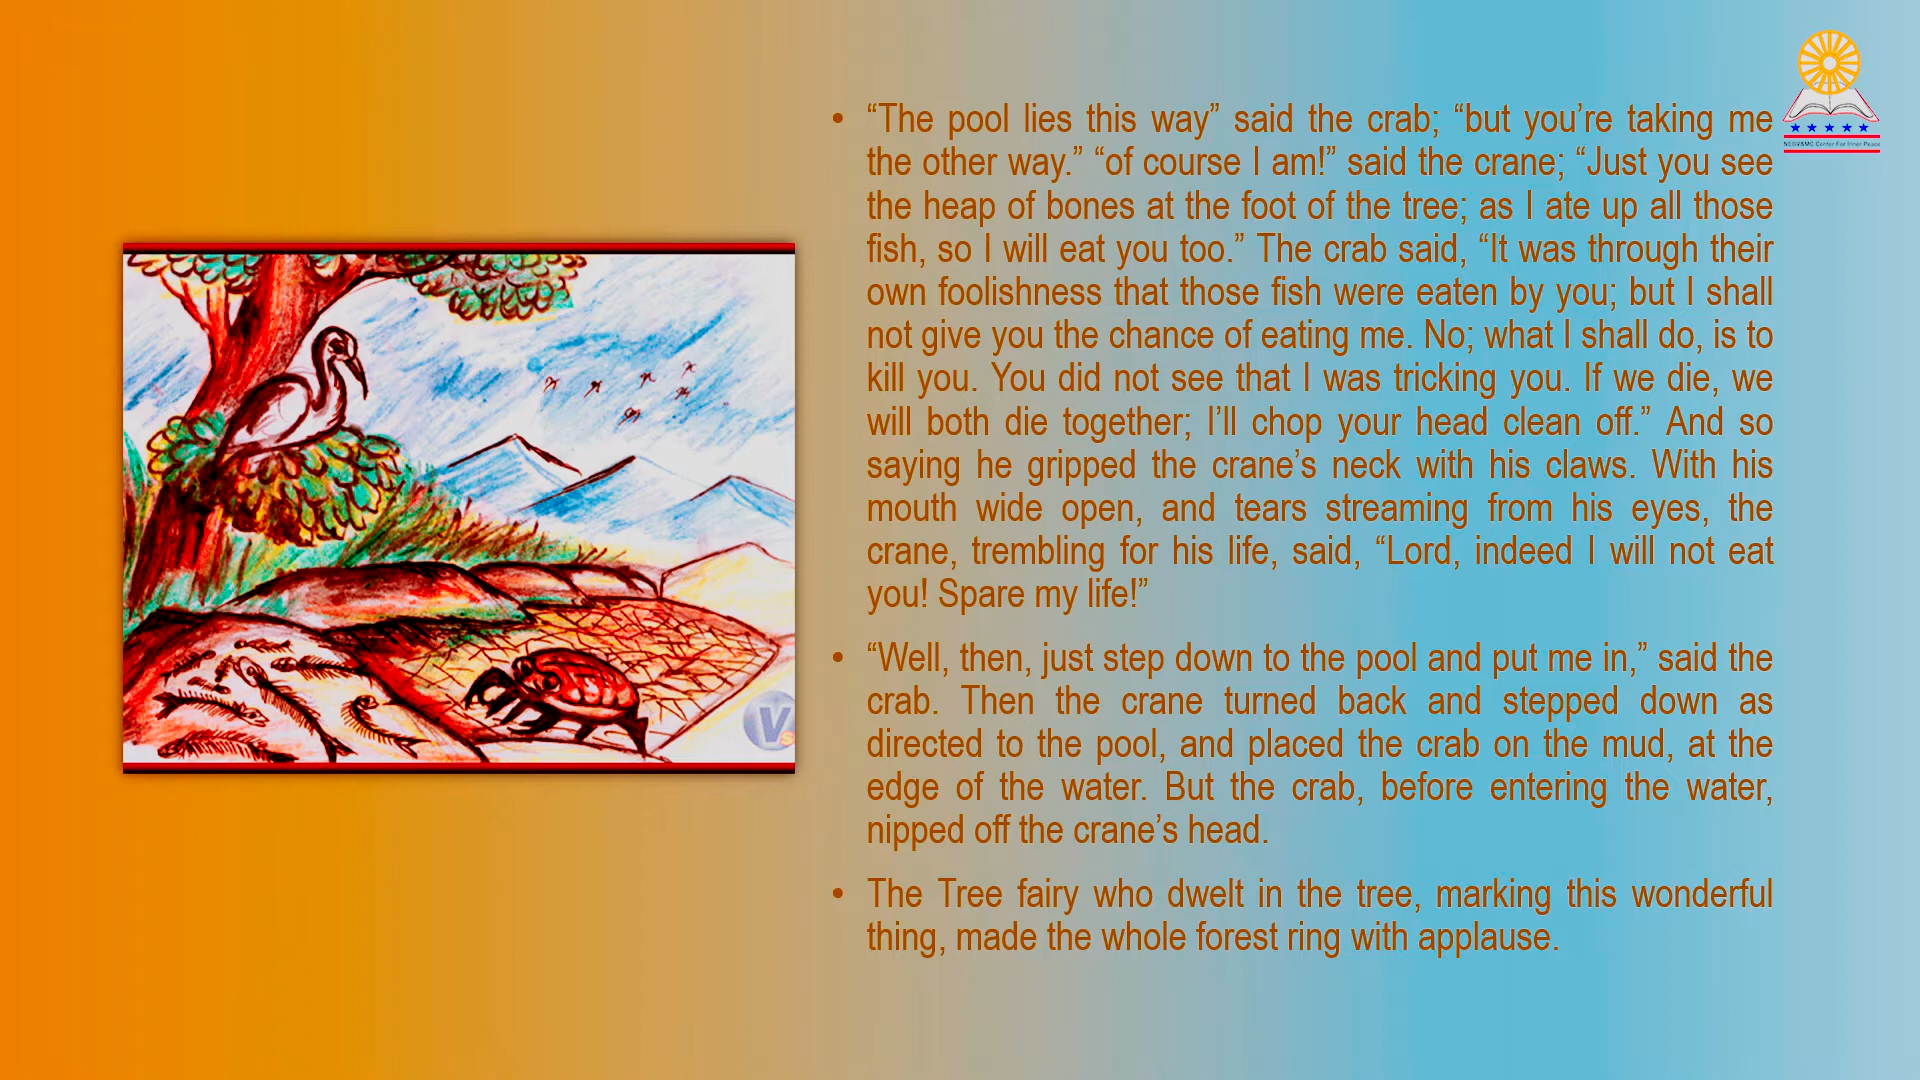 • “The pool lies this way” said the crab; “but you’re taking me
the other way.” “of course I am!” said the crane; “Just you see
the heap of bones at the foot of the tree; as I ate up all those
fish, so I will eat you too.” The crab said, “It was through their
own foolishness that those fish were eaten by you; but I shall
not give you the chance of eating me. No; what I shall do, is to
kill you. You did not see that I was tricking you. If we die, we
will both die together; I’ll chop your head clean off.” And so
saying he gripped the crane’s neck with his claws. With his
mouth wide open, and tears streaming from his eyes, the
crane, trembling for his life, said, “Lord, indeed I will not eat
you! Spare my life!”
• “Well, then, just step down to the pool and put me in,” said the
crab. Then the crane turned back and stepped down as
directed to the pool, and placed the crab on the mud, at the
edge of the water. But the crab, before entering the water,
nipped off the crane’s head.
• The Tree fairy who dwelt in the tree, marking this wonderful
thing, made the whole forest ring with applause.
Center For Inner Peace